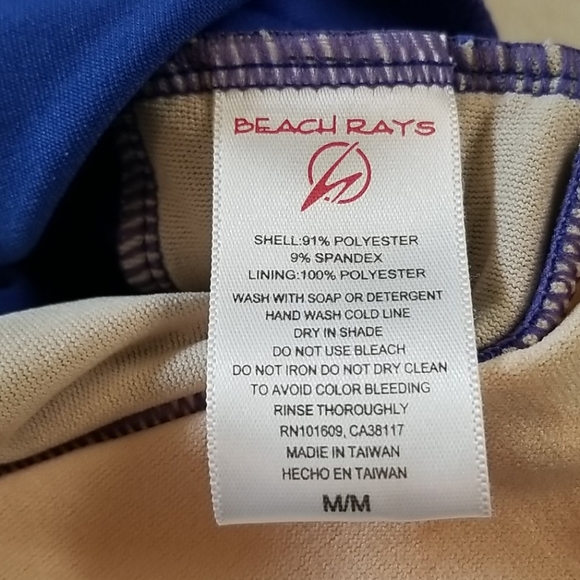 BEACH RAYS
SHELL:91% POLYESTER
9% SPANDEX
LINING:100% POLYESTER
WASH WITH SOAP OR DETERGENT
HAND WASH COLD LINE
DRY IN SHADE
DO NOT USE BLEACH
DO NOT IRON DO NOT DRY CLEAN
TO AVOID COLOR BLEEDING
RINSE THOROUGHLY
RN101609, CA38117
MADE IN TAIWAN
HECHO EN TAIWAN
M/M